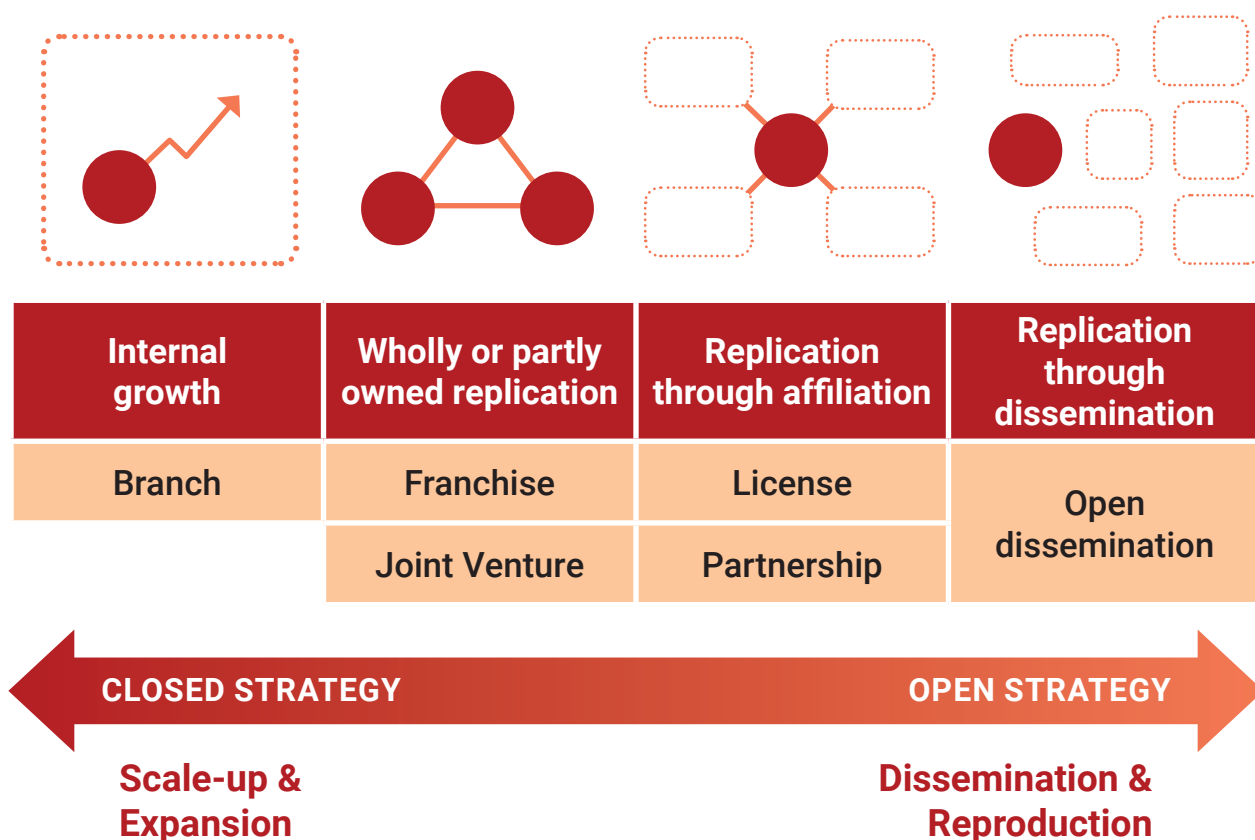 Internal
growth
Wholly or partly
owned replication
Replication
through affiliation
Replication
through
dissemination
Branch
Franchise
License
Open
dissemination
Joint Venture
Partnership
CLOSED STRATEGY
OPEN STRATEGY
Scale-up &
Expansion
Dissemination &
Reproduction